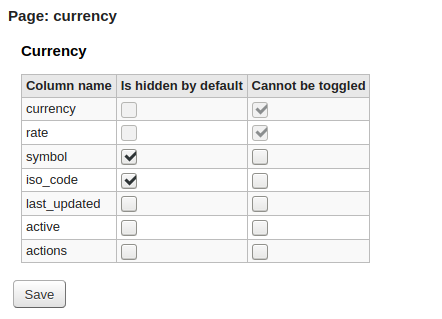 Page: currency
Currency
Column name Is hidden by default Cannot be toggled
currency
rate
symbol
iso_code
last_updated
active
actions
Save